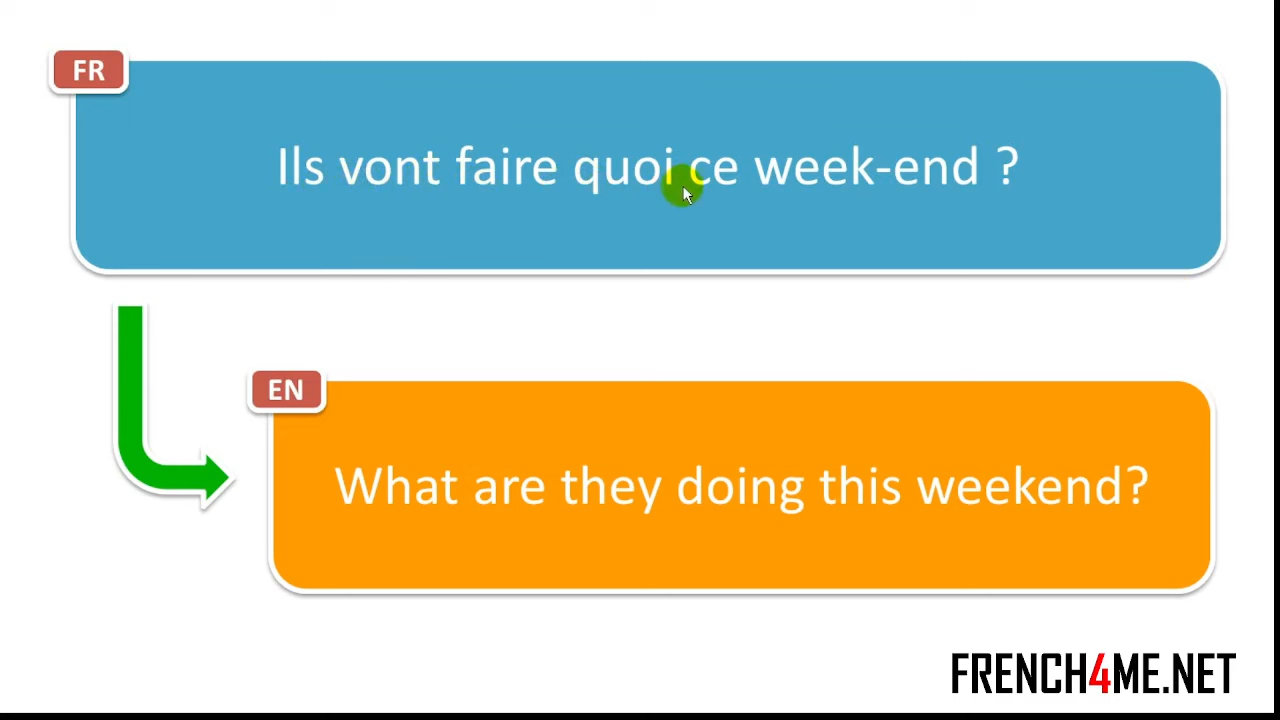 FR
Ils vont faire quoi ce week-end ?
EN
What are they doing this weekend?
FRENCH4ME.NET